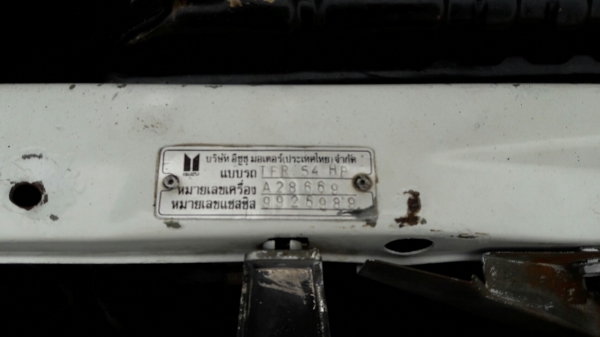 บริษัท อีซูซุ มอเตอร์(ประเทศไทย)จำกัด
ISUZU
แบบรถ TFR 54 HP
หมายเลขเครื่อง A28669
หมายเลขแชสซิส